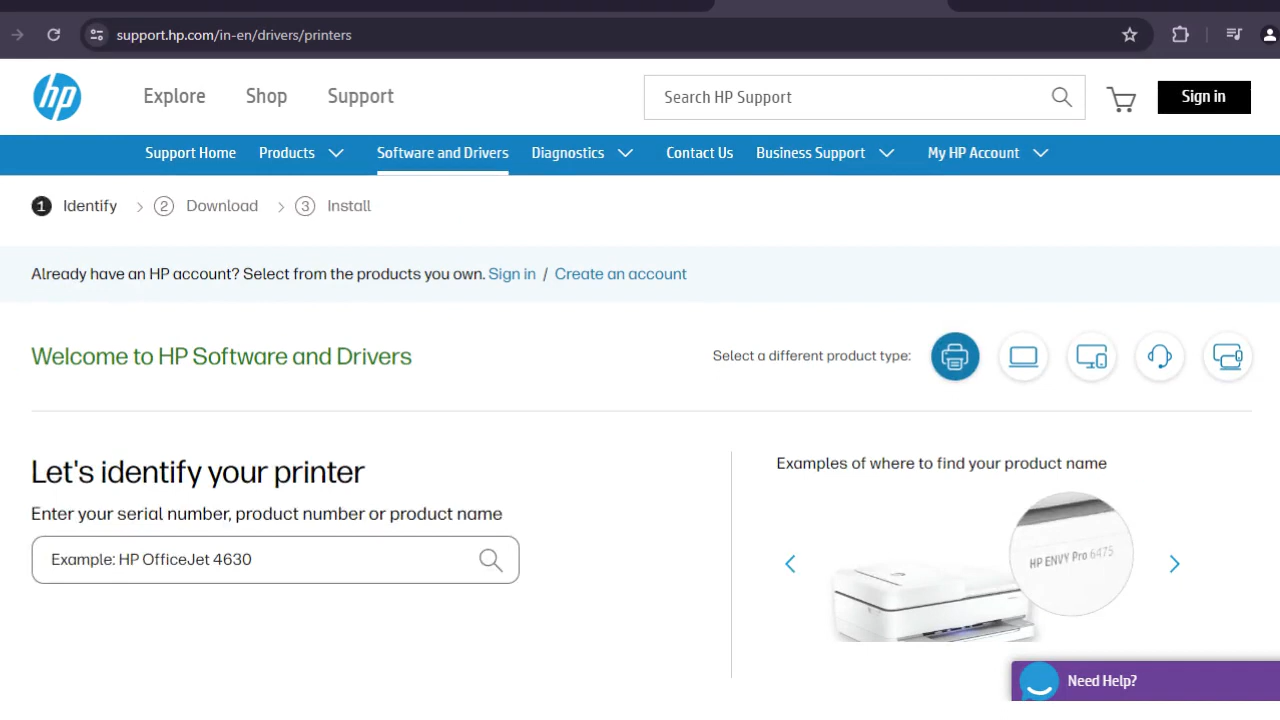 support.hp.com/in-en/drivers/printers
hp Explore Shop Support Search HP Support Sign in
Support Home Products Software and Drivers Diagnostics Contact Us Business Support My HP Account
1 Identify 2 Download 3 Install
Already have an HP account? Select from the products you own. Sign in / Create an account
Welcome to HP Software and Drivers Select a different product type:
Let's identify your printer
Enter your serial number, product number or product name
Example: HP OfficeJet 4630
Examples of where to find your product name
HP ENVY Pro 6475
Need Help?